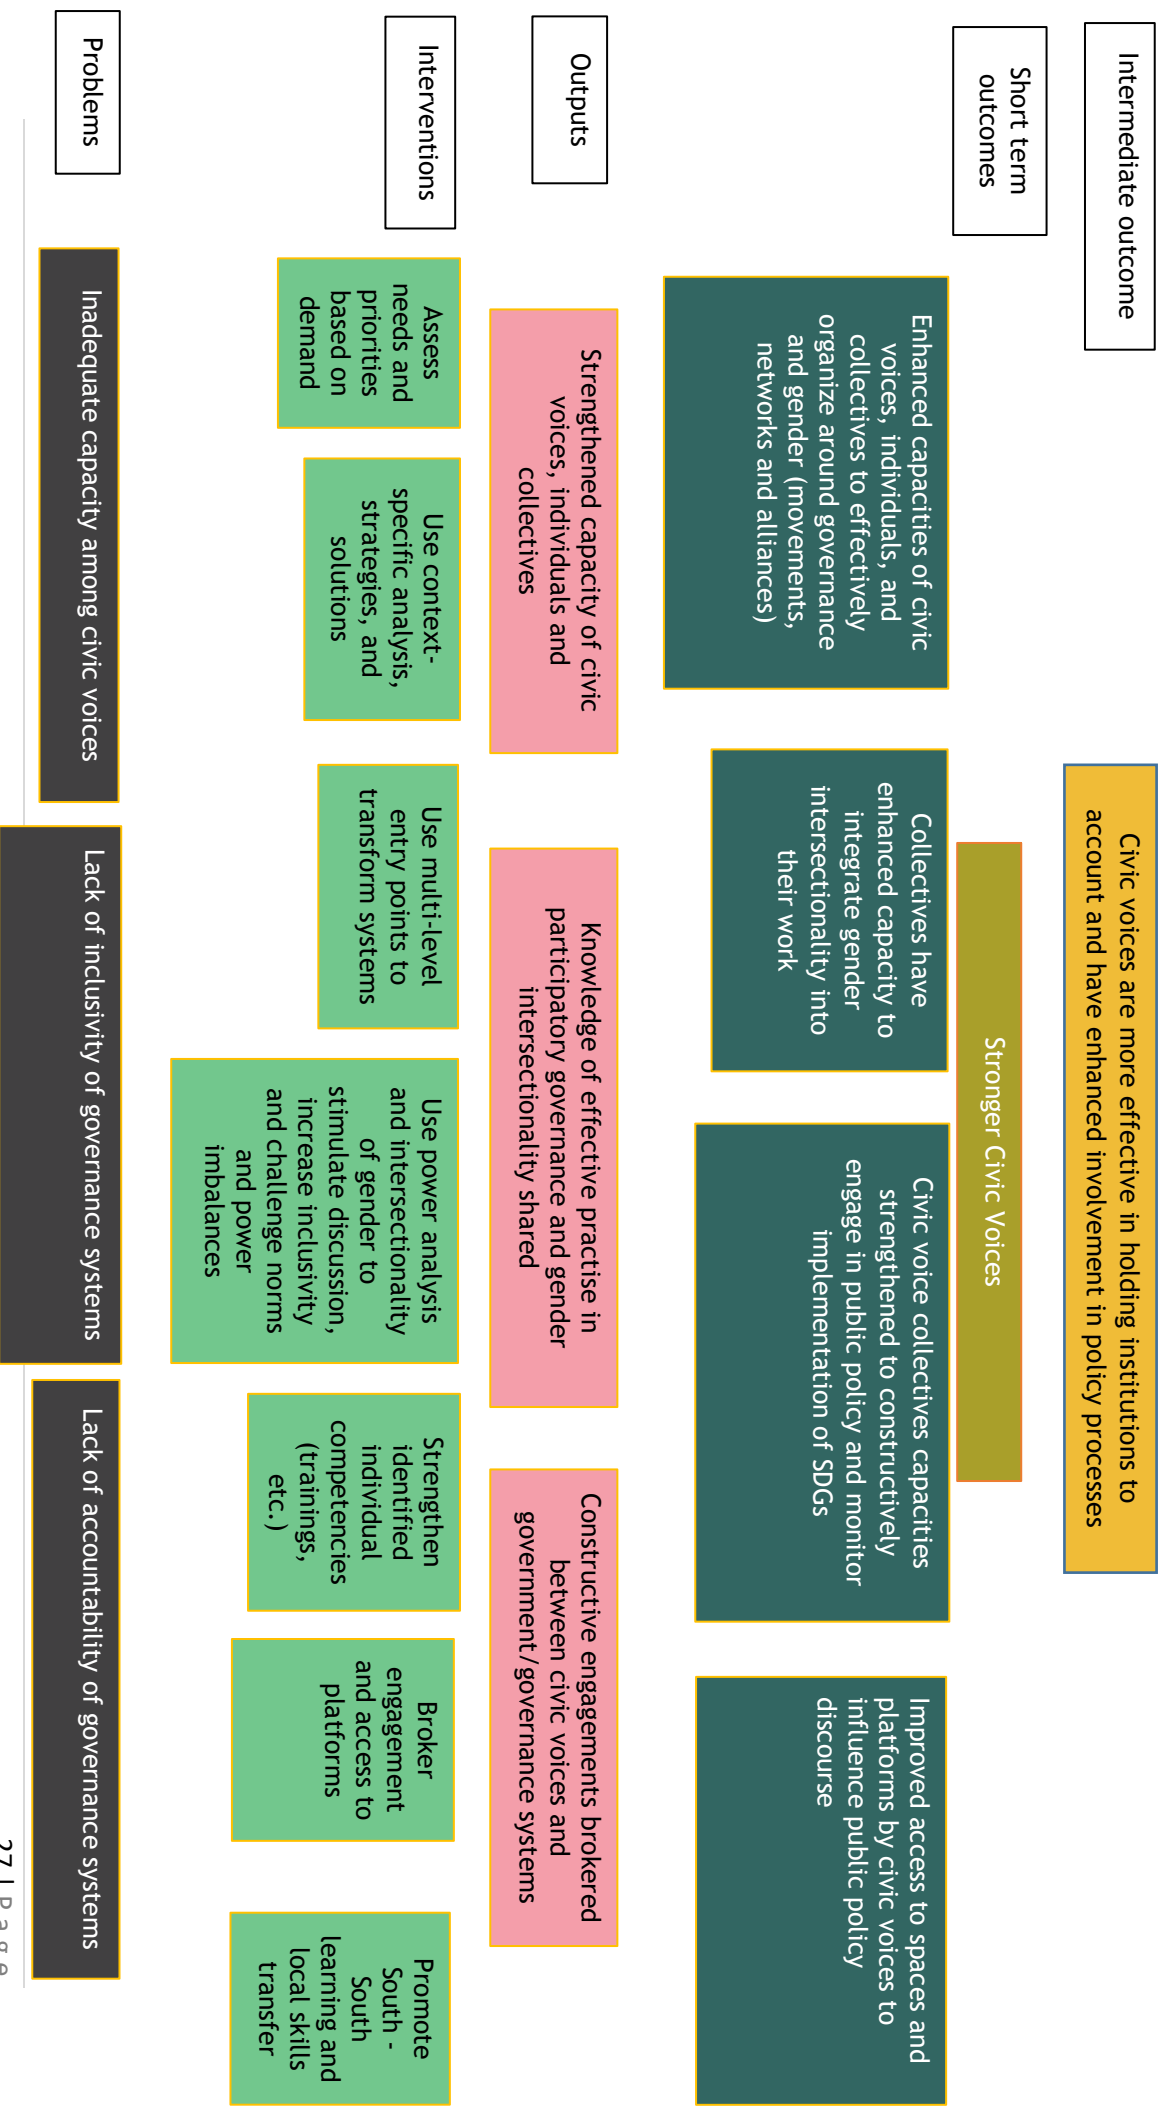 Intermediate outcome
Civic voices are more effective in holding institutions to
account and have enhanced involvement in policy processes
Short term
outcomes
Stronger Civic Voices
Enhanced capacities of civic
voices, individuals, and
collectives to effectively
organize around governance
and gender (movements,
networks and alliances)
Collectives have
enhanced capacity to
integrate gender
intersectionality into
their work
Civic voice collectives capacities
strengthened to constructively
engage in public policy and monitor
implementation of SDGs
Improved access to spaces and
platforms by civic voices to
influence public policy
discourse
Outputs
Strengthened capacity of civic
voices, individuals and
collectives
Knowledge of effective practise in
participatory governance and gender
intersectionality shared
Constructive engagements brokered
between civic voices and
government/governance systems
Interventions
Assess
needs and
priorities
based on
demand
Use context-
specific analysis,
strategies, and
solutions
Use multi-level
entry points to
transform systems
Use power analysis
and intersectionality
of gender to
stimulate discussion,
increase inclusivity
and challenge norms
and power
imbalances
Strengthen
identified
individual
competencies
(trainings,
etc.)
Broker
engagement
and access to
platforms
Promote
South -
South
learning and
local skills
transfer
Problems
Inadequate capacity among civic voices
Lack of inclusivity of governance systems
Lack of accountability of governance systems
27 | P a g e